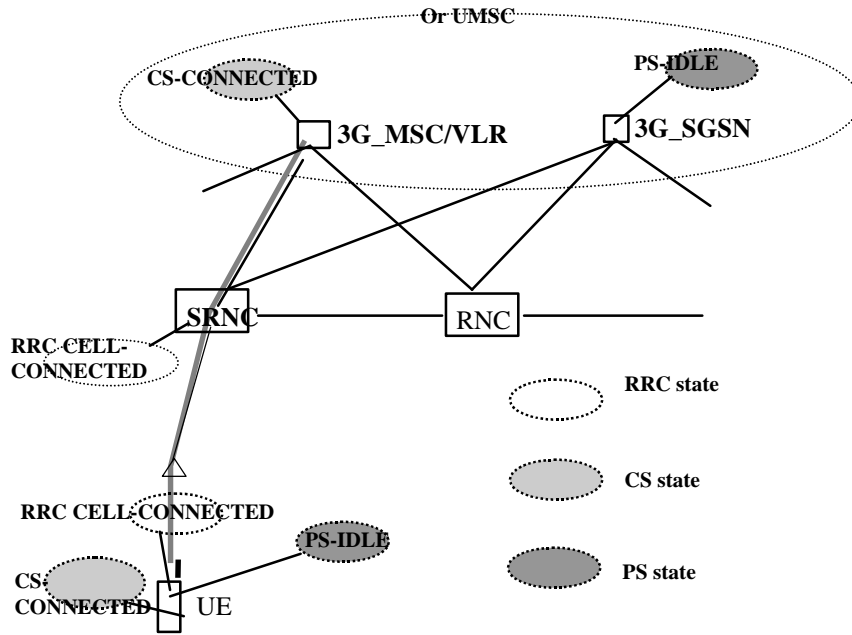 Or UMSC
CS-CONNECTED
PS-IDLE
3G_MSC/VLR
3G_SGSN
SRNC
RNC
RRC CELL-
CONNECTED
RRC state
CS state
RRC CELL-CONNECTED
PS-IDLE
PS state
CS-
CONNECTED
UE